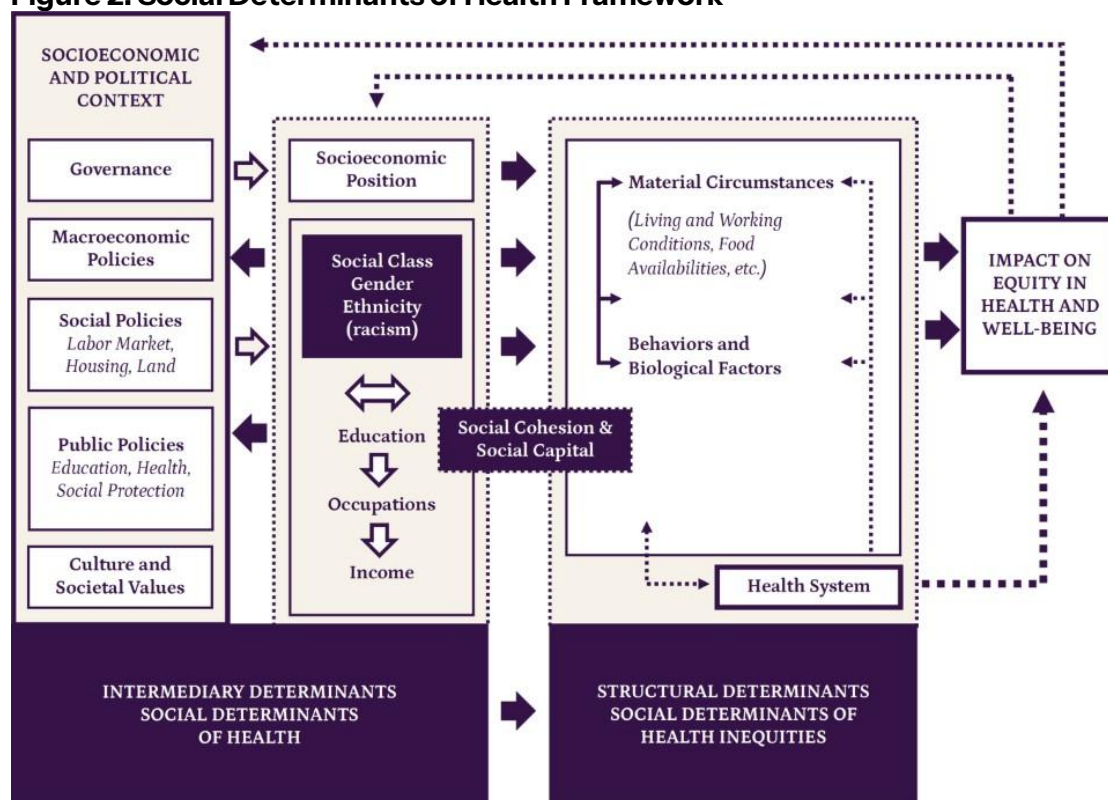 Figure 2: Social Determinants of Health Framework
SOCIOECONOMIC
AND POLITICAL
CONTEXT
Governance
Macroeconomic
Policies
Social Policies
Labor Market,
Housing, Land
Public Policies
Education, Health,
Social Protection
Culture and
Societal Values
Socioeconomic
Position
Social Class
Gender
Ethnicity
(racism)
Education
Occupations
Income
Social Cohesion &
Social Capital
Material Circumstances
(Living and Working
Conditions, Food
Availabilities, etc.)
Behaviors and
Biological Factors
Health System
IMPACT ON
EQUITY IN
HEALTH AND
WELL-BEING
INTERMEDIARY DETERMINANTS
SOCIAL DETERMINANTS
OF HEALTH
STRUCTURAL DETERMINANTS
SOCIAL DETERMINANTS OF
HEALTH INEQUITIES